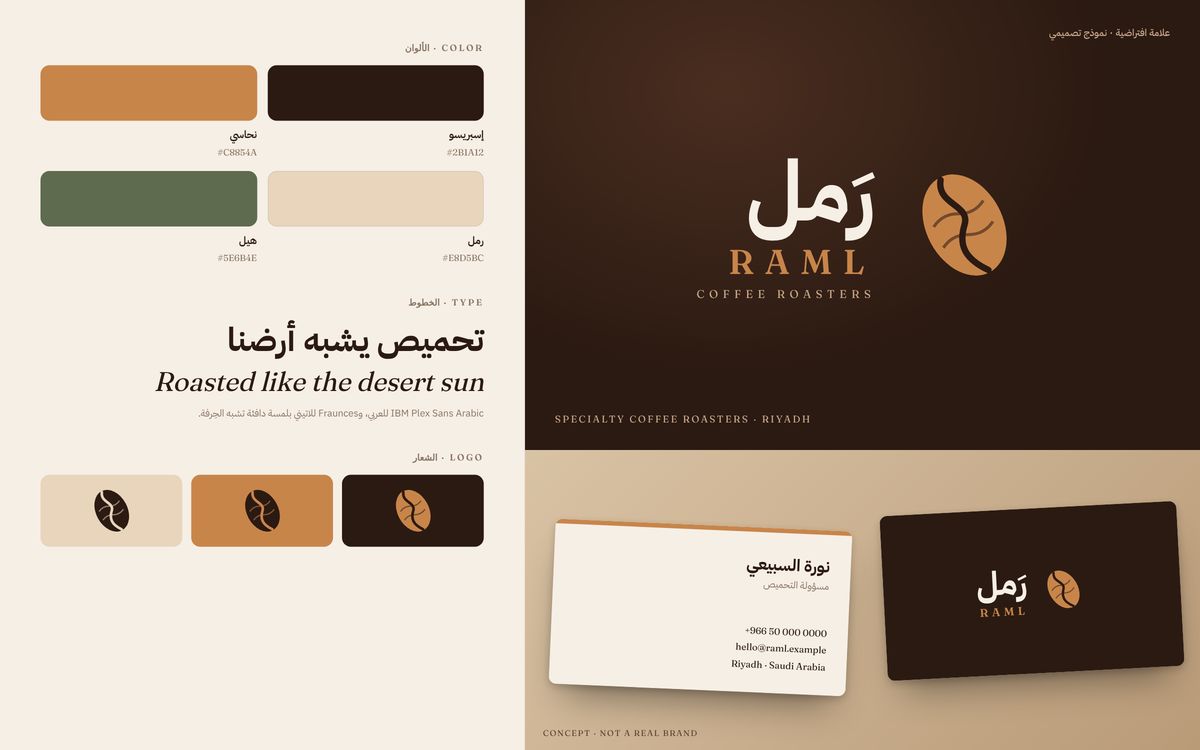 علامة افتراضية · نموذج تصميمي
رَمل
RAML
COFFEE ROASTERS
SPECIALTY COFFEE ROASTERS · RIYADH
COLOR · الألوان
إسبريسو
#2B1A12
نحاسي
#C8854A
رمل
#E8D5BC
هيل
#5E6B4E
TYPE · الخطوط
تحميص يشبه أرضنا
Roasted like the desert sun
IBM Plex Sans Arabic للعربي، وFraunces للاتيني بلمسة دافئة تشبه الجرفة.
LOGO · الشعار
رَمل
RAML
نورة السبيعي
مسؤولة التحميص
+966 50 000 0000
hello@raml.example
Riyadh · Saudi Arabia
CONCEPT · NOT A REAL BRAND